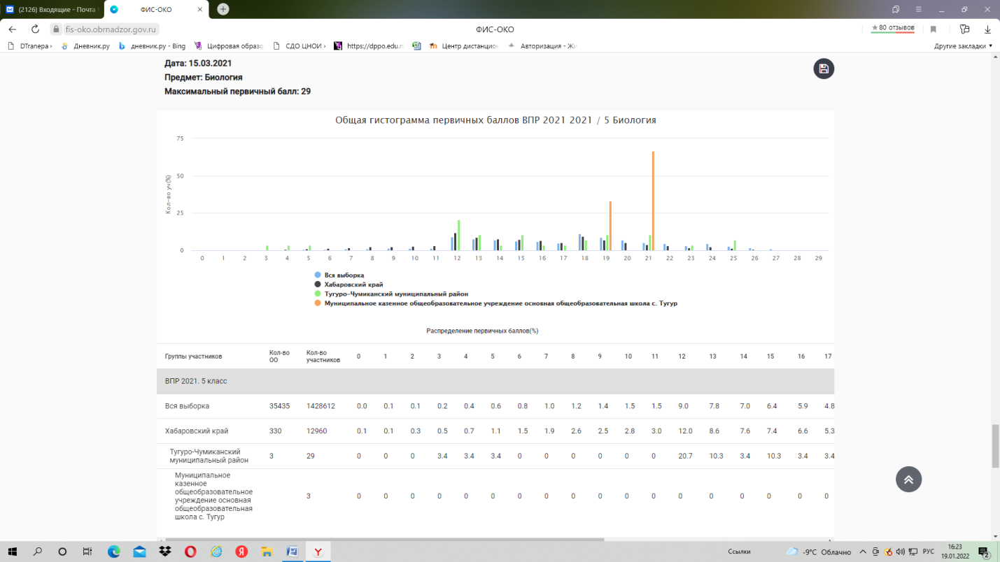 (2126) Входящие - Почта
ФИС-ОКО
fis-oko.obrnadzor.gov.ru
ФИС-ОКО
★ 80 отзывов
DTraпера›
Дневник.ру
дневник.ру - Bing
Цифровая образо
СДО ЦНОИ ›
https://dppo.edu.ru
Центр дистанцио
Авторизация - Жи
Другие закладки
Дата: 15.03.2021
Предмет: Биология
Максимальный первичный балл: 29
Общая гистограмма первичных баллов ВПР 2021 2021 / 5 Биология
Кол-во уч(%)
75
50
25
0
0 1 2 3 4 5 6 7 8 9 10 11 12 13 14 15 16 17 18 19 20 21 22 23 24 25 26 27 28 29
Вся выборка
Хабаровский край
Тугуро-Чумиканский муниципальный район
Муниципальное казенное общеобразовательное учреждение основная общеобразовательная школа с. Тугур
Распределение первичных баллов(%)
Группы участников Кол-во ОО Кол-во участников 0 1 2 3 4 5 6 7 8 9 10 11 12 13 14 15 16 17
ВПР 2021. 5 класс
Вся выборка 35435 1428612 0.0 0.1 0.1 0.2 0.4 0.6 0.8 1.0 1.2 1.4 1.5 1.5 9.0 7.8 7.0 6.4 5.9 4.8
Хабаровский край 330 12960 0.1 0.1 0.3 0.5 0.7 1.1 1.5 1.9 2.6 2.5 2.8 3.0 12.0 8.6 7.6 7.4 6.6 5.3
Тугуро-Чумиканский
муниципальный район 3 29 0 0 0 3.4 3.4 3.4 0 0 0 0 0 0 20.7 10.3 3.4 10.3 3.4 3.4
Муниципальное
казенное
общеобразовательное
учреждение основная
общеобразовательная
школа с. Тугур
3 0 0 0 0 0 0 0 0 0 0 0 0 0 0 0 0 0 0
Ссылки
-9°C Облачно
РУС
16:23
19.01.2022
2